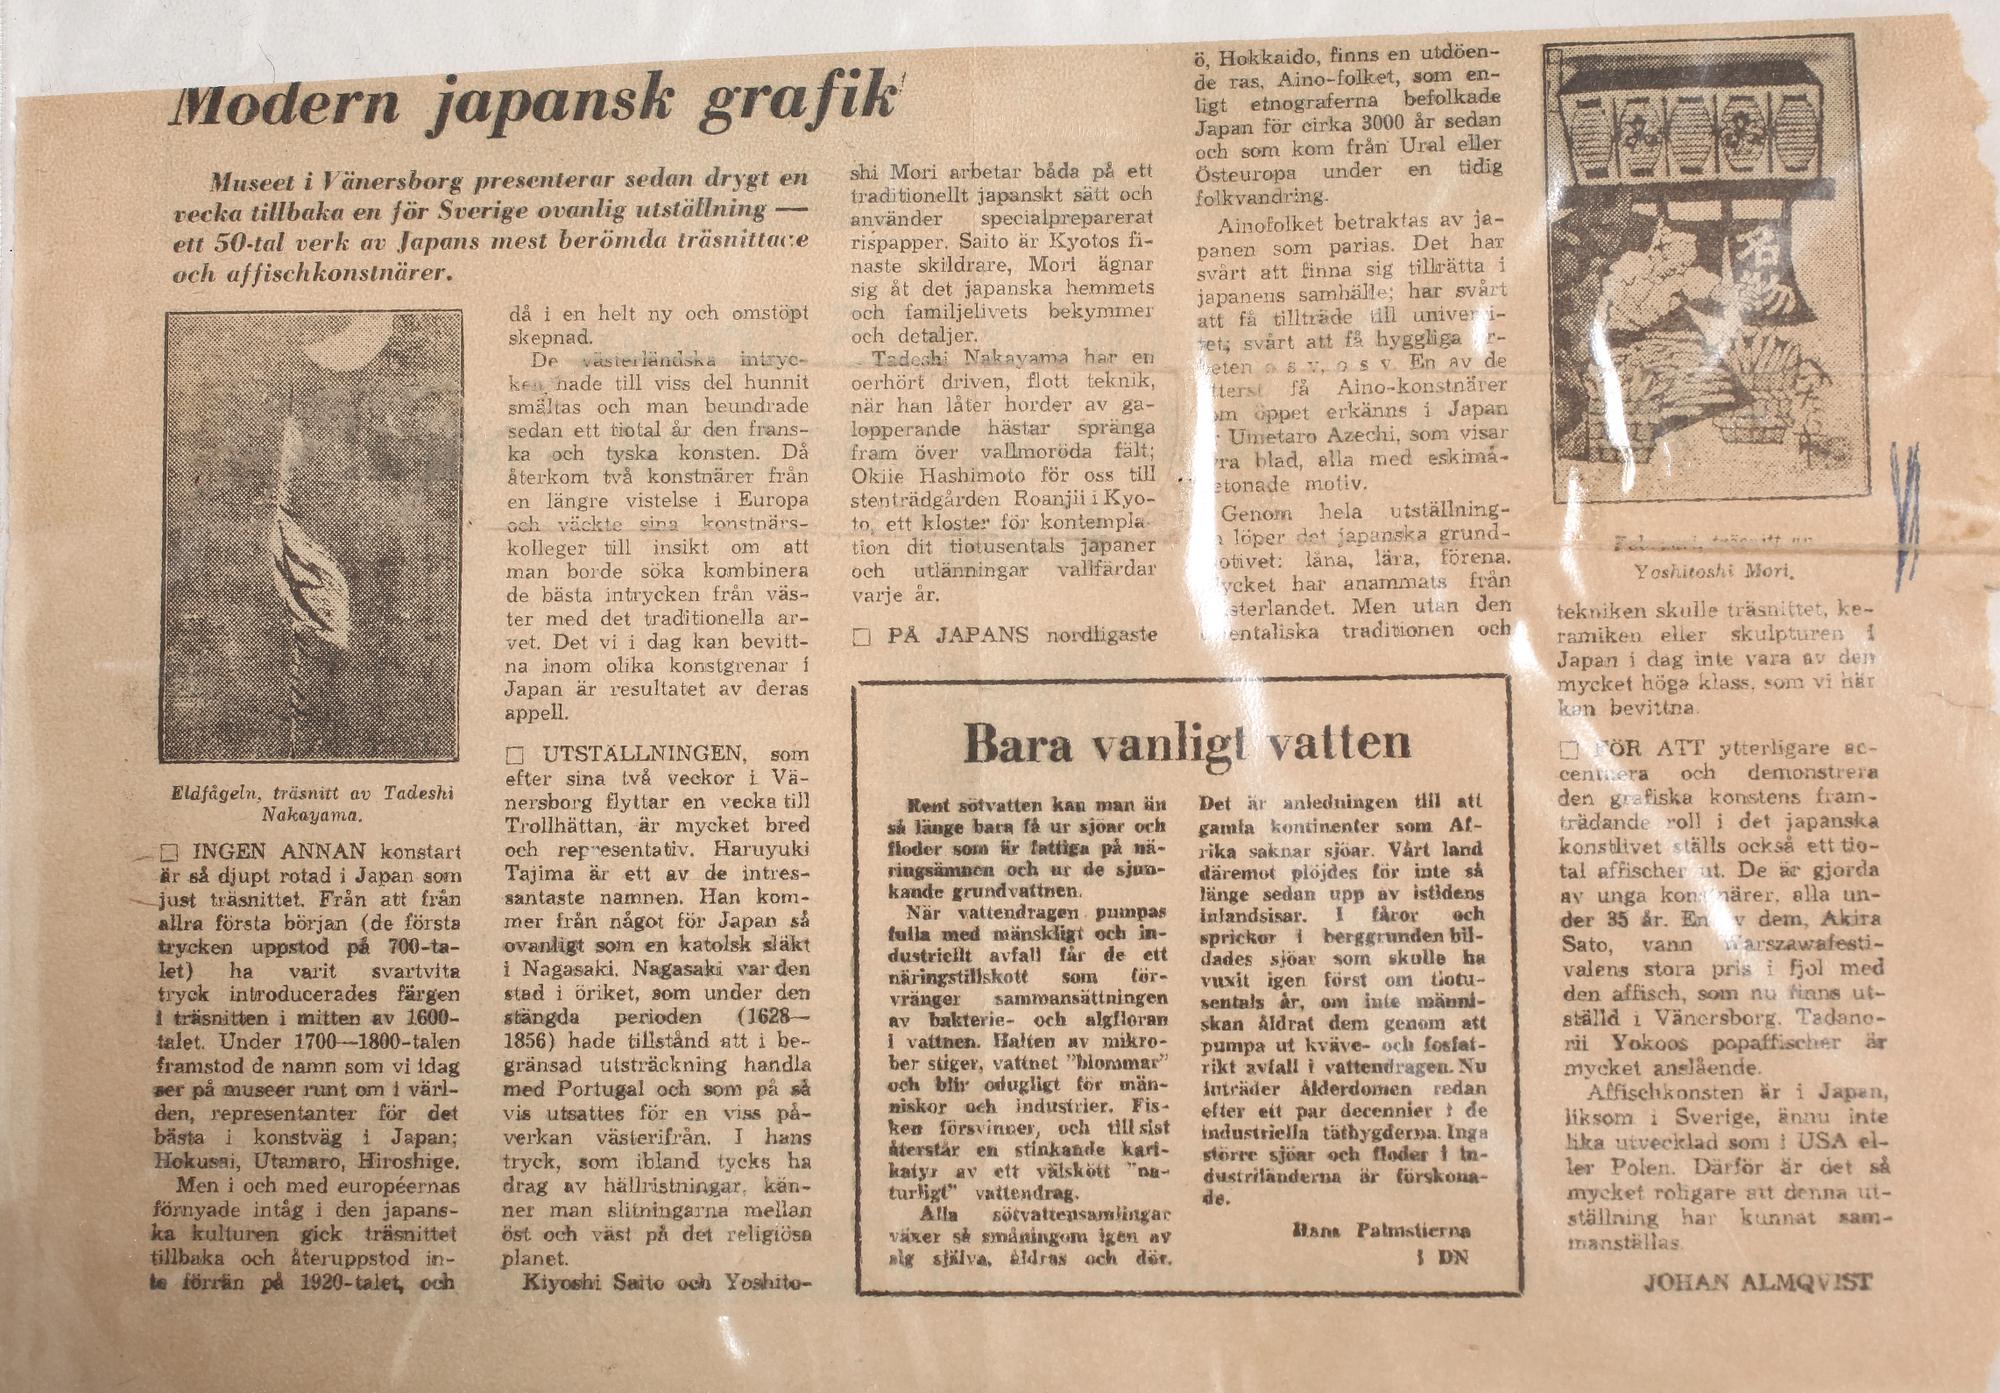 Modern japansk grafik
Museet i Vänersborg presenterar sedan drygt en
vecka tillbaka en för Sverige ovanlig utställning —
ett 50-tal verk av Japans mest berömda träsnittare
och affischkonstnärer.
Eldfågeln, träsnitt av Tadeshi
Nakayama.
□ INGEN ANNAN konstart
är så djupt rotad i Japan som
just träsnittet. Från att från
allra första början (de första
trycken uppstod på 700-ta-
let) ha varit svartvita
tryck introducerades färgen
i träsnitten i mitten av 1600-
talet. Under 1700—1800-talen
framstod de namn som vi idag
ser på museer runt om i värl-
den, representanter för det
bästa i konstväg i Japan;
Hokusai, Utamaro, Hiroshige.
Men i och med européernas
förnyade intåg i den japans-
ka kulturen gick träsnittet
tillbaka och återuppstod in-
te förrän på 1920-talet, och
då i en helt ny och omstöpt
skepnad.
De västerländska intryc-
ken hade till viss del hunnit
smältas och man beundrade
sedan ett tiotal år den frans-
ka och tyska konsten. Då
återkom två konstnärer från
en längre vistelse i Europa
och väckte sina konstnärs-
kolleger till insikt om att
man borde söka kombinera
de bästa intrycken från väs-
ter med det traditionella ar-
vet. Det vi i dag kan bevitt-
na inom olika konstgrenar i
Japan är resultatet av deras
appell.
□ UTSTÄLLNINGEN, som
efter sina två veckor i Vä-
nersborg flyttar en vecka till
Trollhättan, är mycket bred
och representativ. Haruyuki
Tajima är ett av de intres-
santaste namnen. Han kom-
mer från något för Japan så
ovanligt som en katolsk släkt
i Nagasaki. Nagasaki var den
stad i öriket, som under den
stängda perioden (1628—
1856) hade tillstånd att i be-
gränsad utsträckning handla
med Portugal och som på så
vis utsattes för en viss på-
verkan västerifrån. I hans
tryck, som ibland tycks ha
drag av hällristningar, kän-
ner man slitningarna mellan
öst och väst på det religiösa
planet.
Kiyoshi Saito och Yoshito-
shi Mori arbetar båda på ett
traditionellt japanskt sätt och
använder specialpreparerat
rispapper. Saito är Kyotos fi-
naste skildrare, Mori ägnar
sig åt det japanska hemmets
och familjelivets bekymmer
och detaljer.
Tadeshi Nakayama har en
oerhört driven, flott teknik,
när han låter horder av ga-
lopperande hästar spränga
fram över vallmoröda fält;
Okiie Hashimoto för oss till
stenträdgården Roanjii i Kyo-
to, ett kloster för kontempla-
tion dit tiotusentals japaner
och utlänningar vallfärdar
varje år.
□ PÅ JAPANS nordligaste
ö, Hokkaido, finns en utdöen-
de ras, Aino-folket, som en-
ligt etnograferna befolkade
Japan för cirka 3000 år sedan
och som kom från Ural eller
Östeuropa under en tidig
folkvandring.
Ainofolket betraktas av ja-
panen som parias. Det har
svårt att finna sig tillrätta i
japanens samhälle; har svårt
att få tillträde till universi-
tet; svårt att få hyggliga ar-
beten o s v, o s v. En av de
ytterst få Aino-konstnärer
som öppet erkänns i Japan
Umetaro Azechi, som visar
fyra blad, alla med eskimå-
betonade motiv.
Genom hela utställning-
löper det japanska grund-
motivet: låna, lära, förena.
Mycket har anammats från
västerlandet. Men utan den
orientaliska traditionen och
Februari, träsnitt av
Yoshitoshi Mori.
tekniken skulle träsnittet, ke-
ramiken eller skulpturen i
Japan i dag inte vara av den
mycket höga klass, som vi här
kan bevittna.
□ FÖR ATT ytterligare ac-
centuera och demonstrera
den grafiska konstens fram-
trädande roll i det japanska
konstlivet ställs också ett tio-
tal affischer ut. De är gjorda
av unga konstnärer, alla un-
der 35 år. En av dem, Akira
Sato, vann Warszawafesti-
valens stora pris i fjol med
den affisch, som nu finns ut-
ställd i Vänersborg. Tadano-
rii Yokoos popaffischer är
mycket anslående.
Affischkonsten är i Japan,
liksom i Sverige, ännu inte
lika utvecklad som i USA el-
ler Polen. Därför är det så
mycket roligare att denna ut-
ställning har kunnat sam-
manställas.
JOHAN ALMQVIST
Bara vanligt vatten
Rent sötvatten kan man än
så länge bara få ur sjöar och
floder som är fattiga på nä-
ringsämnen och ur de sjun-
kande grundvattnen.
När vattendragen pumpas
fulla med mänskligt och in-
dustriellt avfall får de ett
näringstillskott som för-
vränger sammansättningen
av bakterie- och algfloran
i vattnen. Halten av mikro-
ber stiger, vattnet "blommar"
och blir odugligt för män-
niskor och industrier. Fis-
ken försvinner, och till sist
återstår en stinkande kari-
katyr av ett välskött "na-
turligt" vattendrag.
Alla sötvattensamlingar
växer så småningom igen av
sig själva, åldras och dör.
Det är anledningen till att
gamla kontinenter som Af-
rika saknar sjöar. Vårt land
däremot plöjdes för inte så
länge sedan upp av istidens
inlandsisar. I fåror och
sprickor i berggrunden bil-
dades sjöar som skulle ha
vuxit igen först om tiotu-
sentals år, om inte männi-
skan åldrat dem genom att
pumpa ut kväve- och fosfat-
rikt avfall i vattendragen. Nu
inträder ålderdomen redan
efter ett par decennier i de
industriella tätbygderna. Inga
större sjöar och floder i in-
dustriländerna är förskona-
de.
Hans Palmstierna
i DN